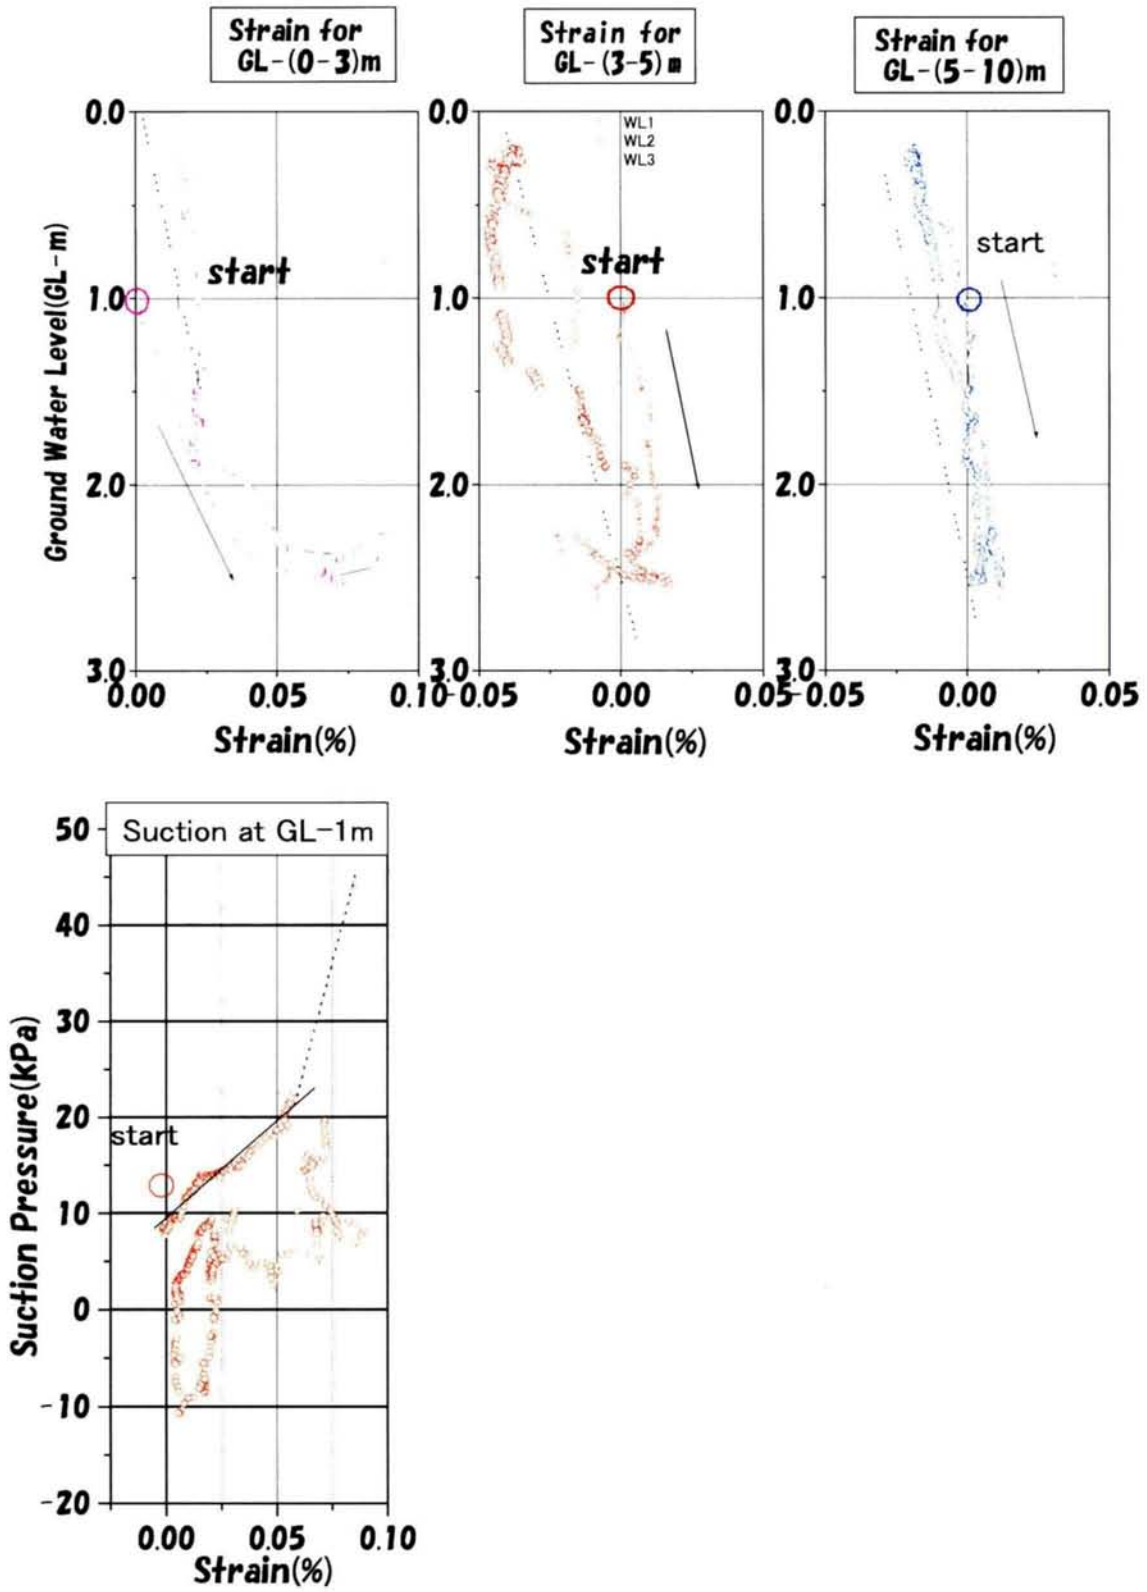 Strain for
GL-(0-3)m
Strain for
GL-(3-5)m
Strain for
GL-(5-10)m
Ground Water Level(GL-m)
0.0
1.0
2.0
3.0
start
0.00
0.05
0.10
Strain(%)
0.0
1.0
2.0
3.0
WL1
WL2
WL3
start
-0.05
0.00
0.05
Strain(%)
0.0
1.0
2.0
3.0
start
-0.05
0.00
0.05
Strain(%)
Suction at GL-1m
Suction Pressure(kPa)
50
40
30
20
10
0
-10
-20
start
0.00
0.05
0.10
Strain(%)